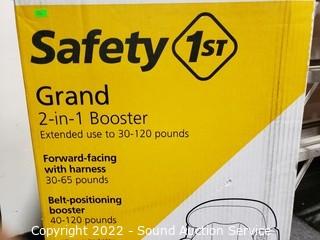 Safety 1ST
Grand
2-in-1 Booster
Extended use to 30-120 pounds
Forward-facing
with harness
30-65 pounds
Belt-positioning
booster
40-120 pounds
Copyright 2022 - Sound Auction Service